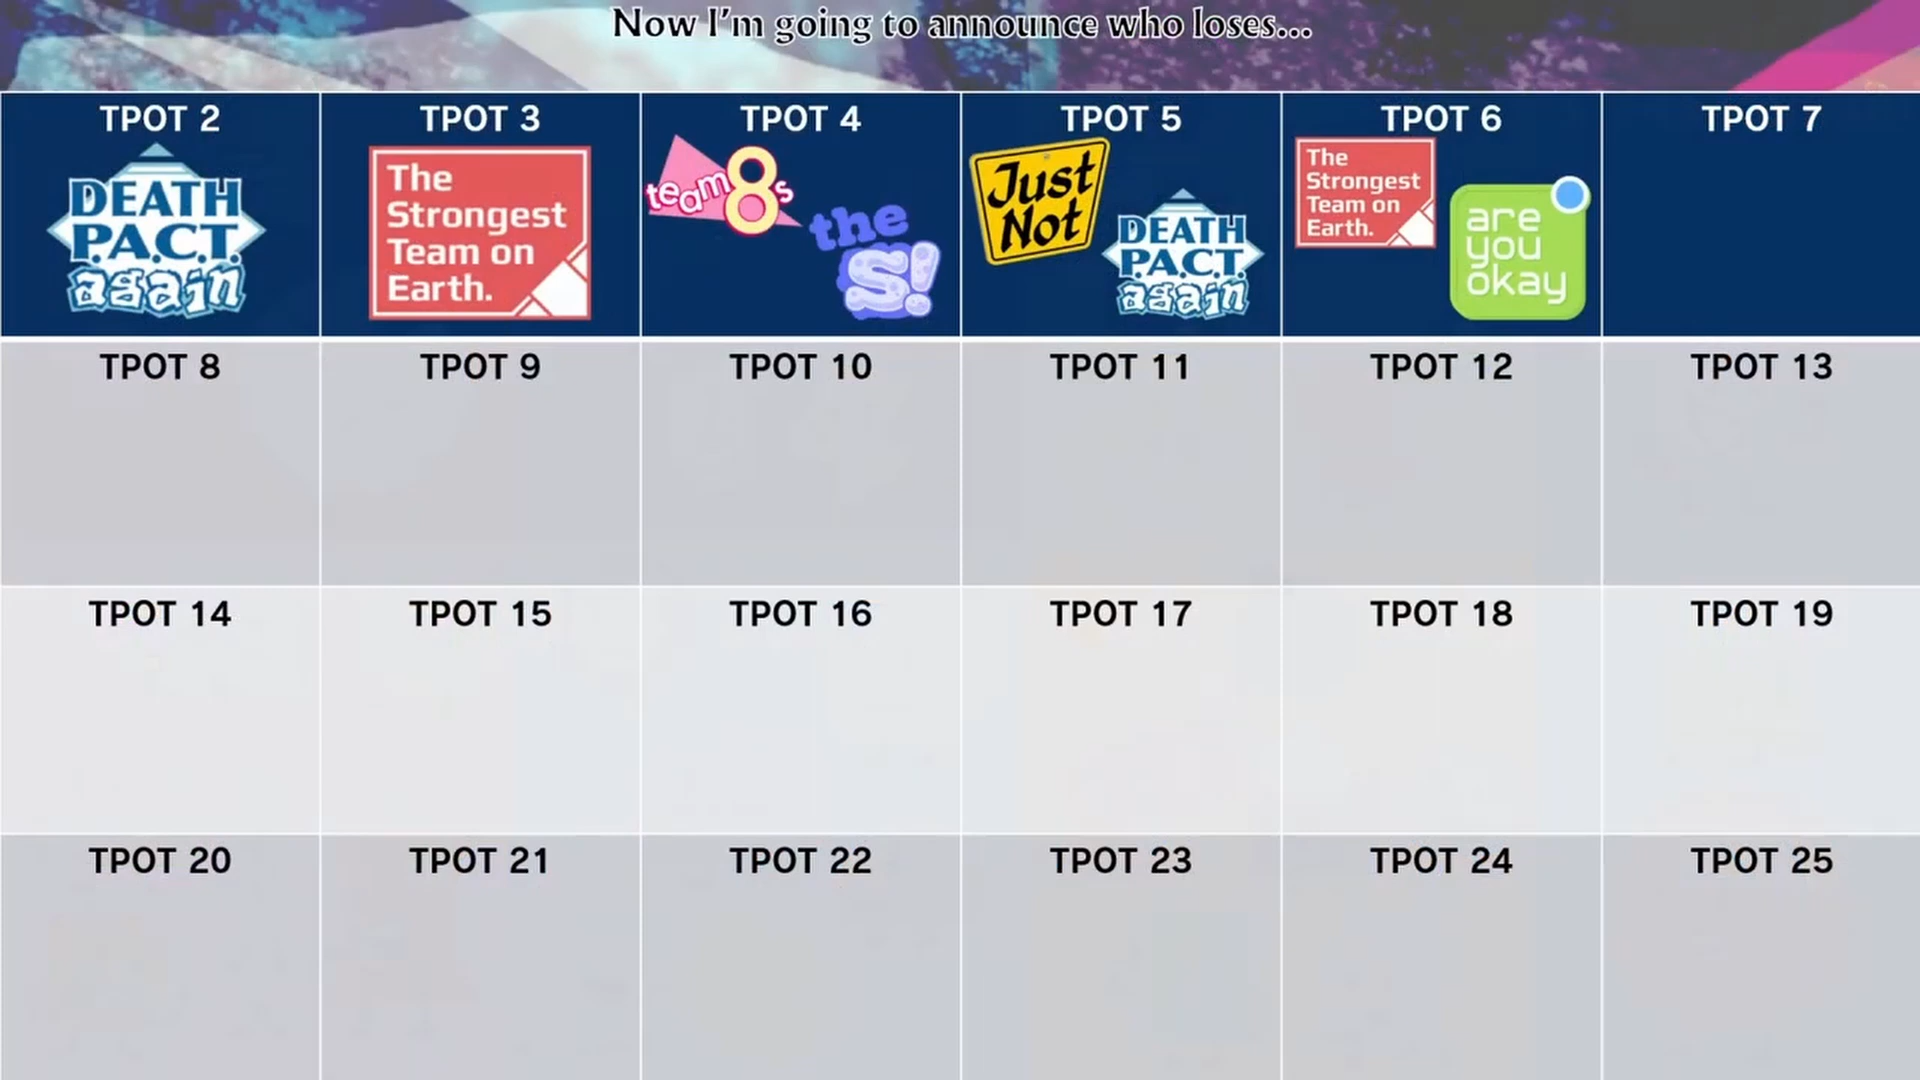 Now I'm going to announce who loses...
TPOT 2
DEATH
P.A.C.T.
again
TPOT 3
The
Strongest
Team on
Earth.
TPOT 4
team8s
the
S!
TPOT 5
Just
Not
DEATH
P.A.C.T.
again
TPOT 6
The
Strongest
Team on
Earth.
are
you
okay
TPOT 7
TPOT 8
TPOT 9
TPOT 10
TPOT 11
TPOT 12
TPOT 13
TPOT 14
TPOT 15
TPOT 16
TPOT 17
TPOT 18
TPOT 19
TPOT 20
TPOT 21
TPOT 22
TPOT 23
TPOT 24
TPOT 25